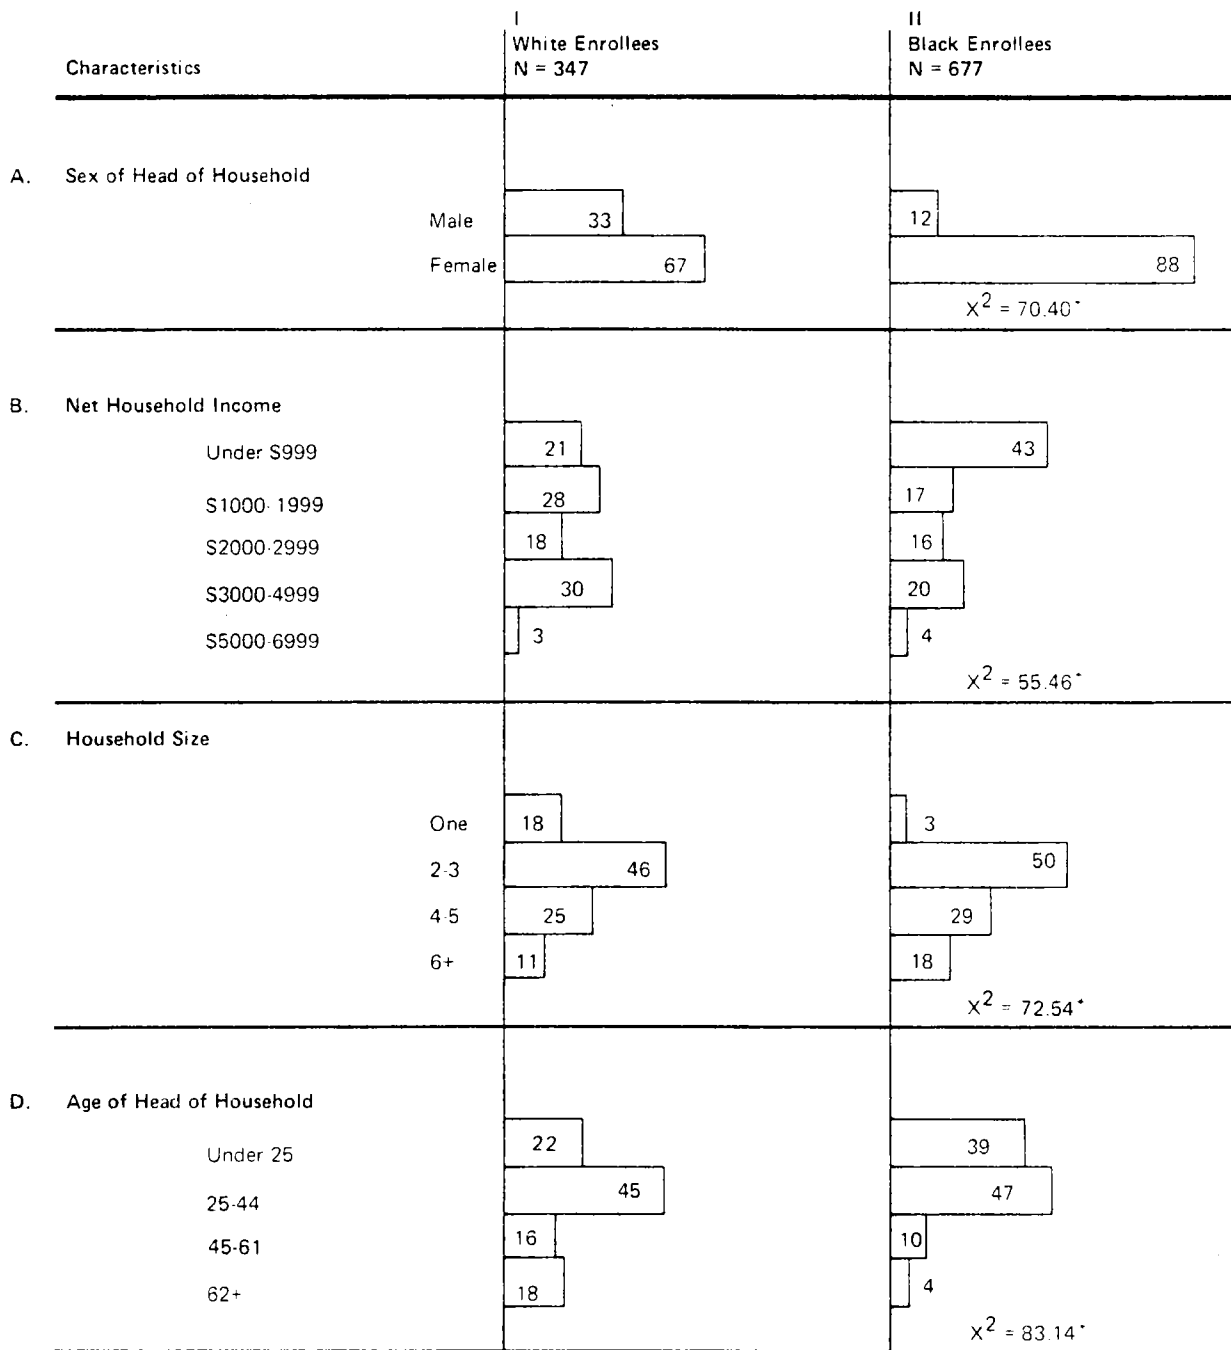 I II
White Enrollees Black Enrollees
Characteristics N = 347 N = 677
A. Sex of Head of Household
Male 33 12
Female 67 88
X² = 70.40*
B. Net Household Income
Under $999 21 43
$1000-1999 28 17
$2000-2999 18 16
$3000-4999 30 20
$5000-6999 3 4
X² = 55.46*
C. Household Size
One 18 3
2-3 46 50
4-5 25 29
6+ 11 18
X² = 72.54*
D. Age of Head of Household
Under 25 22 39
25-44 45 47
45-61 16 10
62+ 18 4
X² = 83.14*